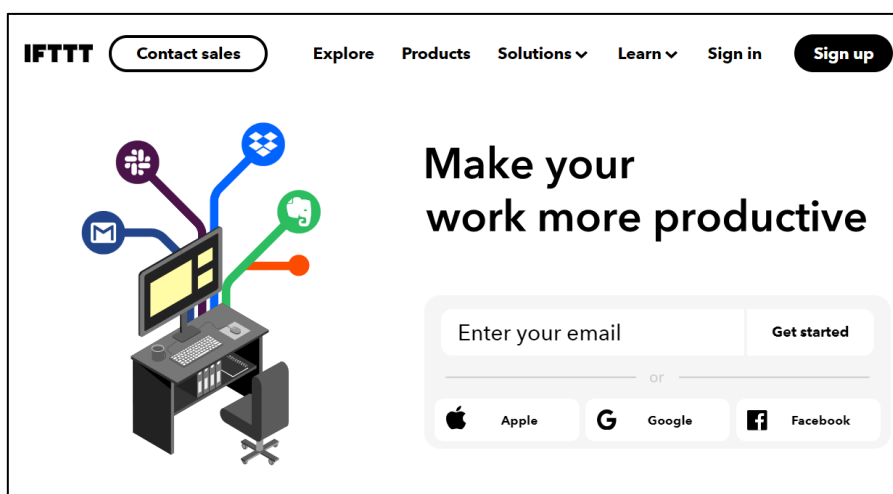 IFTTT Contact sales Explore Products Solutions Learn Sign in Sign up
Make your
work more productive
Enter your email Get started
or
Apple Google Facebook